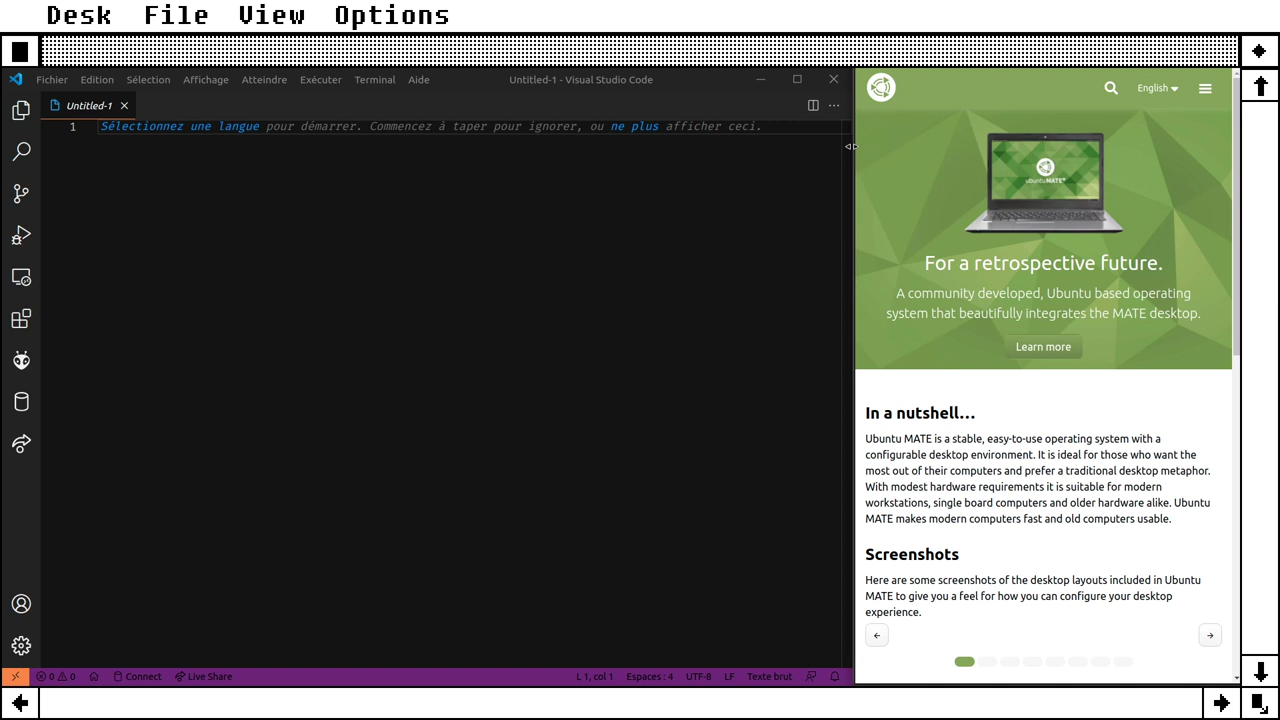 Desk File View Options
Fichier Edition Sélection Affichage Atteindre Exécuter Terminal Aide Untitled-1 - Visual Studio Code
Untitled-1
1 Sélectionnez une langue pour démarrer. Commencez à taper pour ignorer, ou ne plus afficher ceci.
0 0 Connect Live Share L 1, col 1 Espaces : 4 UTF-8 LF Texte brut
English
ubuntu MATE
For a retrospective future.
A community developed, Ubuntu based operating
system that beautifully integrates the MATE desktop.
Learn more
In a nutshell…
Ubuntu MATE is a stable, easy-to-use operating system with a
configurable desktop environment. It is ideal for those who want the
most out of their computers and prefer a traditional desktop metaphor.
With modest hardware requirements it is suitable for modern
workstations, single board computers and older hardware alike. Ubuntu
MATE makes modern computers fast and old computers usable.
Screenshots
Here are some screenshots of the desktop layouts included in Ubuntu
MATE to give you a feel for how you can configure your desktop
experience.